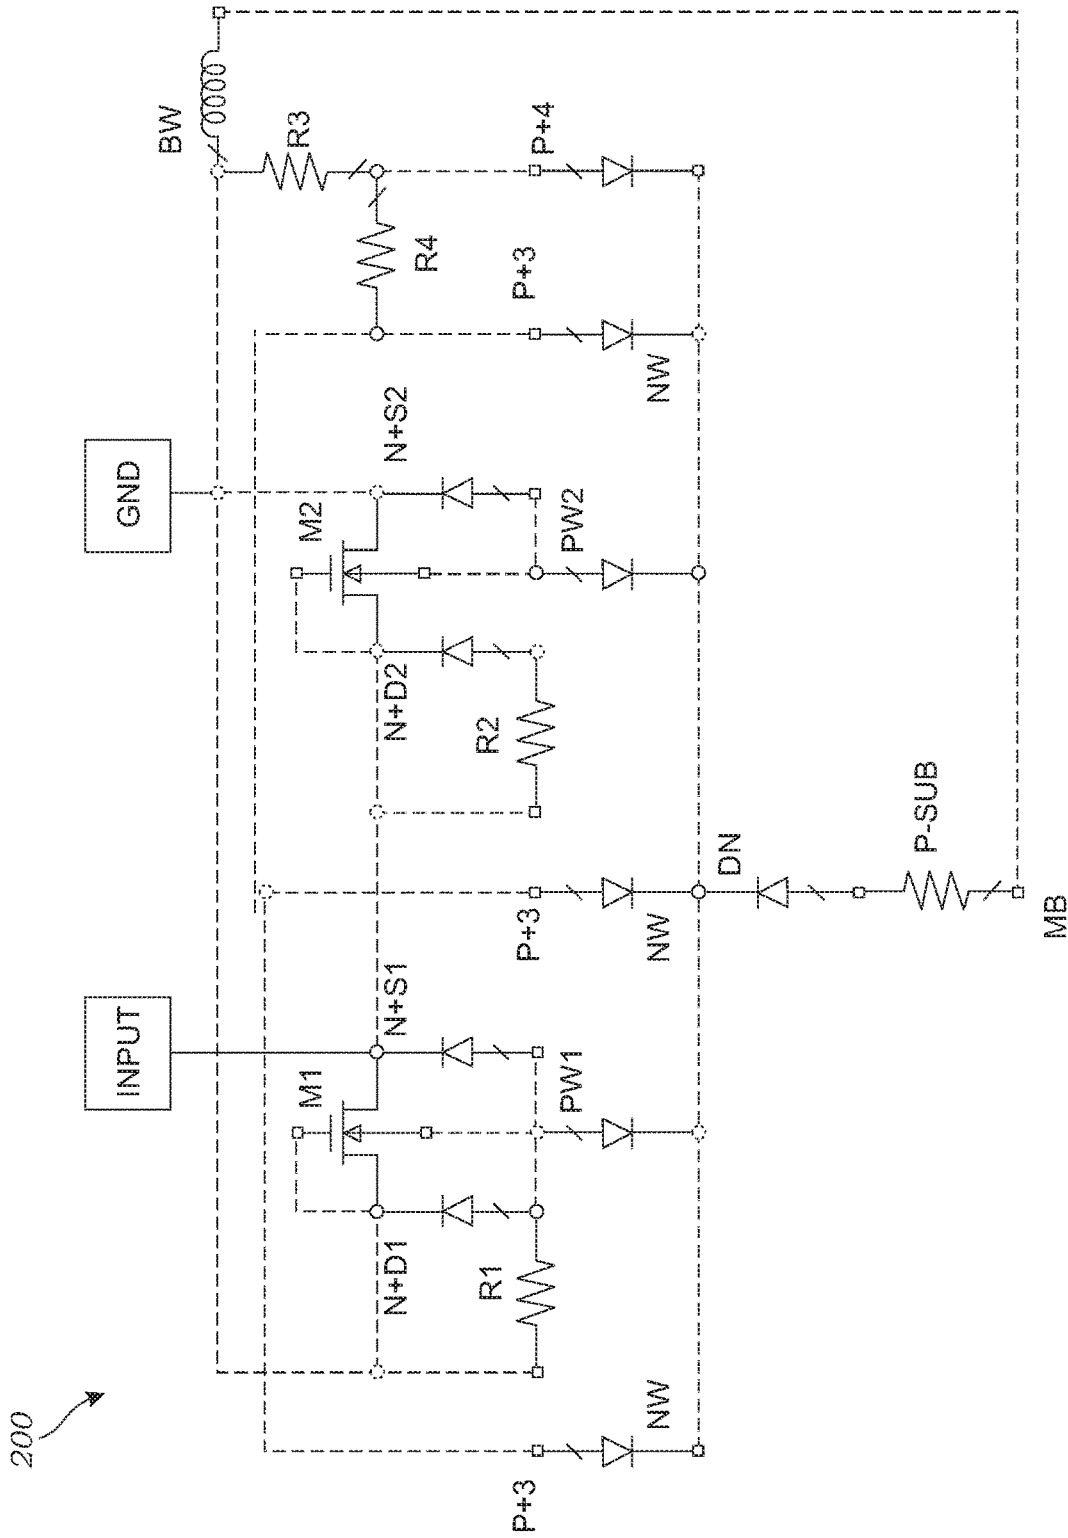 200
INPUT
GND
BW
M1
M2
R3
N+D1
N+S1
N+D2
N+S2
R4
R1
R2
P+3
P+3
P+3
P+4
PW1
PW2
NW
NW
NW
DN
P-SUB
MB